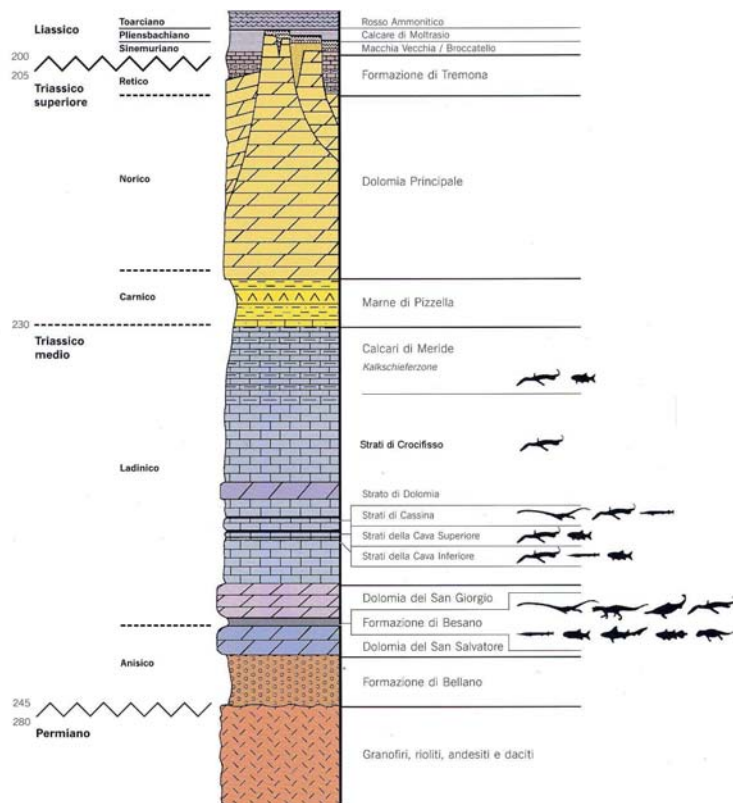 Liassico
Toarciano
Rosso Ammonitico
Pliensbachiano
Calcare di Moltrasio
Sinemuriano
Macchia Vecchia / Broccatello
200
205
Retico
Formazione di Tremona
Triassico
superiore
Norico
Dolomia Principale
Carnico
Marne di Pizzella
230
Triassico
medio
Calcari di Meride
Kalkschieferzone
Strati di Crocifisso
Ladinico
Strato di Dolomia
Strati di Cassina
Strati della Cava Superiore
Strati della Cava Inferiore
Dolomia del San Giorgio
Formazione di Besano
Dolomia del San Salvatore
Anisico
Formazione di Bellano
245
280
Permiano
Granofiri, rioliti, andesiti e daciti